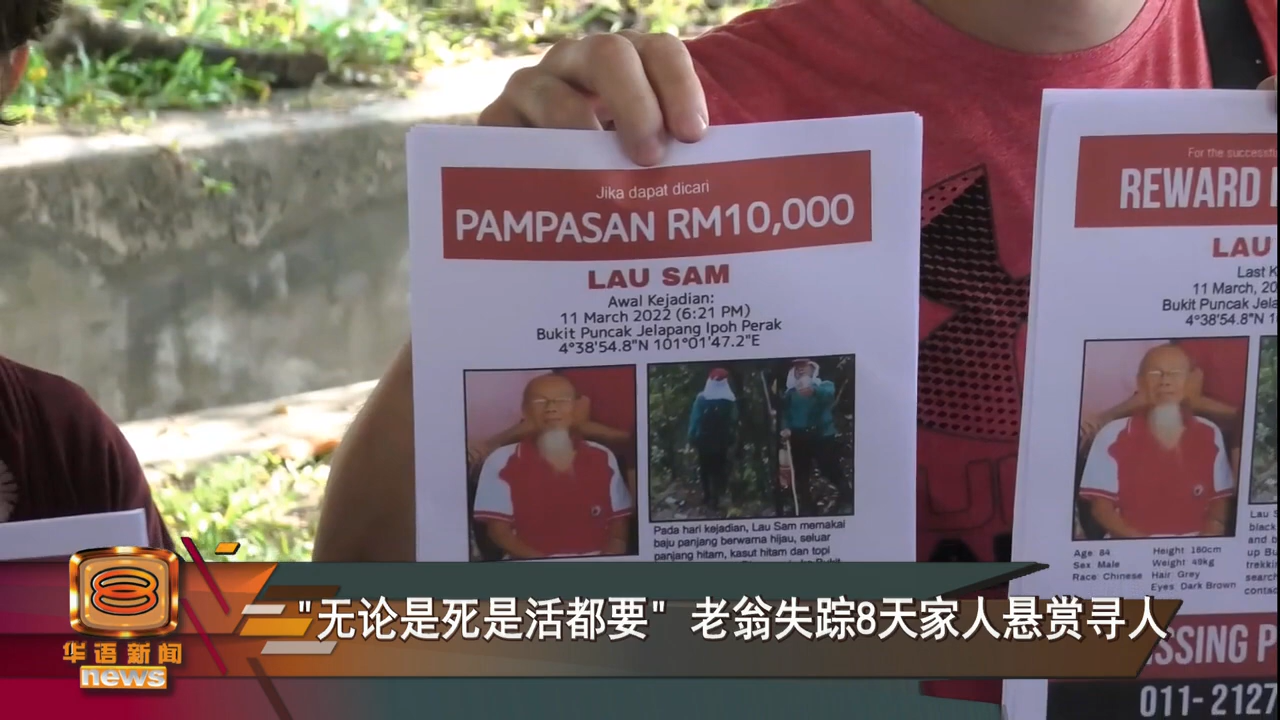 Jika dapat dicari
PAMPASAN RM10,000
LAU SAM
Awal Kejadian:
11 March 2022 (6:21 PM)
Bukit Puncak Jelapang Ipoh Perak
4°38'54.8"N 101°01'47.2"E
Pada hari kejadian, Lau Sam memakai
baju panjang berwarna hijau, seluar
panjang hitam, kasut hitam dan topi
For the
REWARD
LAU
Last
11 March,
Bukit Puncak
4°38'54.8"N
Age 84
Sex Male
Race Chinese
Height 160cm
Weight 49kg
Hair Grey
Eyes Dark Brown
Lau
and
011- 2127
"无论是死是活都要" 老翁失踪8天家人悬赏寻人
8
华语新闻
news